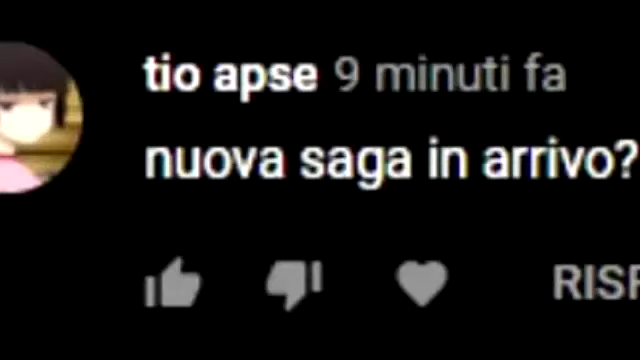 tio apse 9 minuti fa
nuova saga in arrivo?